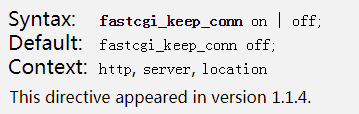 Syntax: fastcgi_keep_conn on | off;
Default: fastcgi_keep_conn off;
Context: http, server, location
This directive appeared in version 1.1.4.